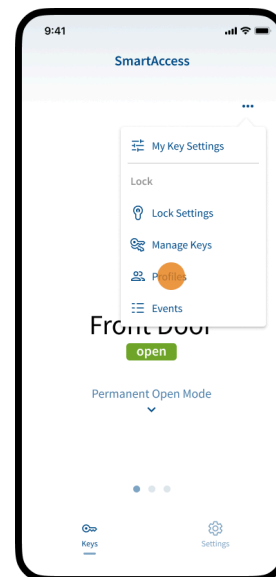 9:41
SmartAccess
My Key Settings
Lock
Lock Settings
Manage Keys
Profiles
Events
Front Door
open
Permanent Open Mode
Keys
Settings